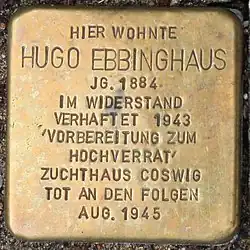 HIER WOHNTE
HUGO EBBINGHAUS
JG. 1884
IM WIDERSTAND
VERHAFTET 1943
'VORBEREITUNG ZUM
HOCHVERRAT'
ZUCHTHAUS COSWIG
TOT AN DEN FOLGEN
AUG. 1945